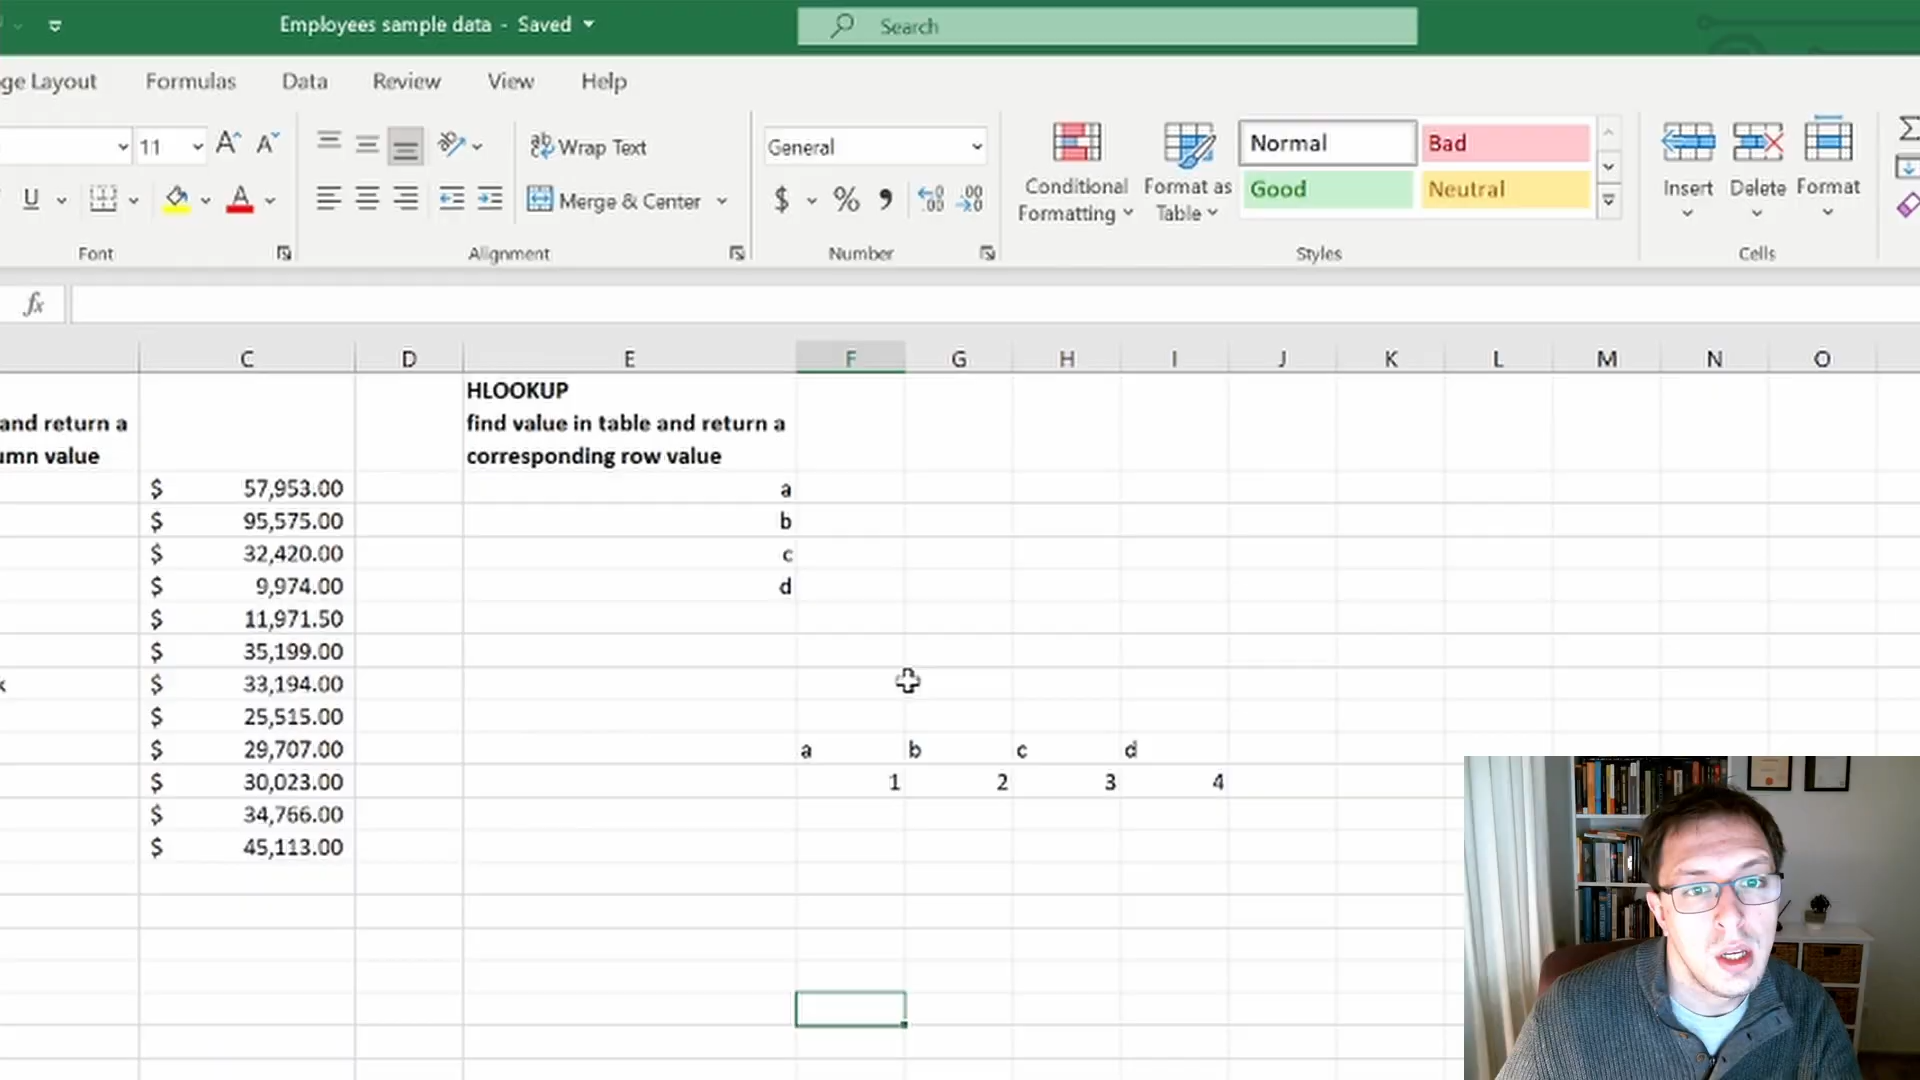 Employees sample data - Saved
Search
ge Layout
Formulas
Data
Review
View
Help
11
Wrap Text
General
Conditional
Formatting
Format as
Table
Normal
Bad
Good
Neutral
Insert
Delete
Format
U
A
Merge & Center
$
%
Font
Alignment
Number
Styles
Cells
fx
C D E F G H I J K L M N O
and return a
umn value
HLOOKUP
find value in table and return a
corresponding row value
$ 57,953.00 a
$ 95,575.00 b
$ 32,420.00 c
$ 9,974.00 d
$ 11,971.50
$ 35,199.00
k $ 33,194.00
$ 25,515.00
$ 29,707.00 a b c d
$ 30,023.00 1 2 3 4
$ 34,766.00
$ 45,113.00